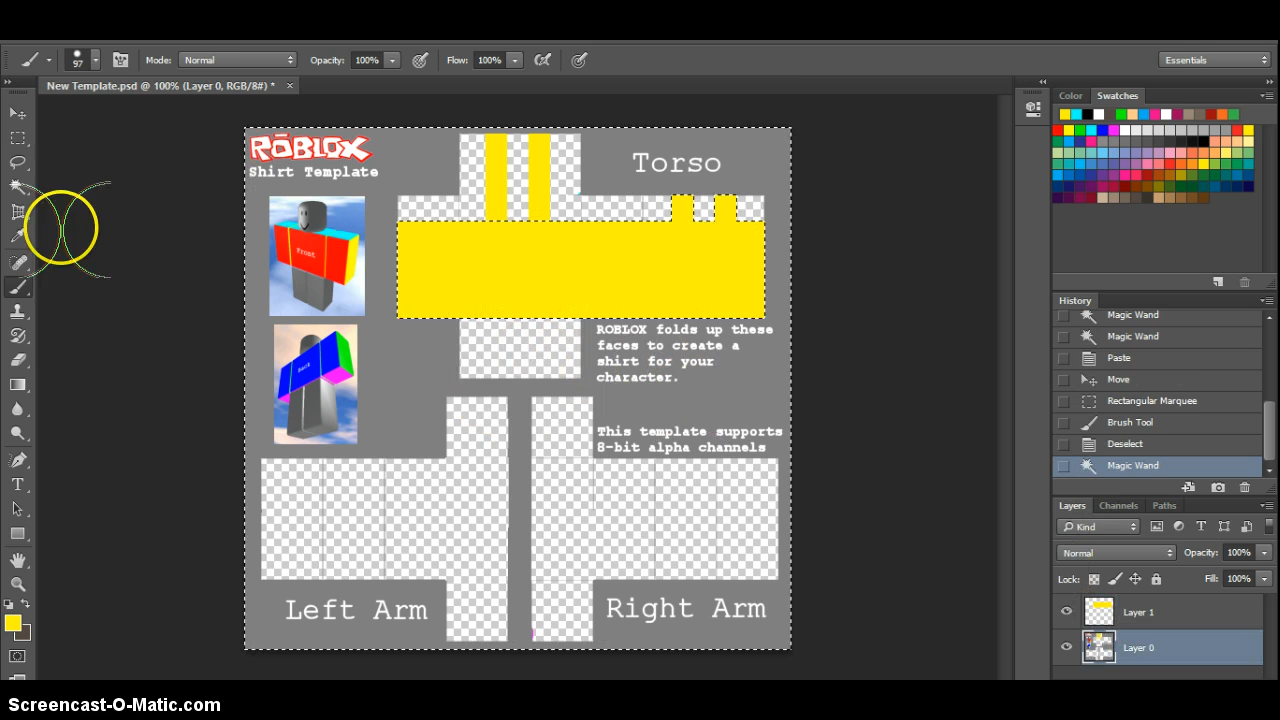 97
Mode:
Normal
Opacity:
100%
Flow:
100%
Essentials
New Template.psd @ 100% (Layer 0, RGB/8#) *
Color
Swatches
ROBLOX
Shirt Template
Torso
Front
Back
ROBLOX folds up these
faces to create a
shirt for your
character.
This template supports
8-bit alpha channels
Left Arm
Right Arm
History
Magic Wand
Magic Wand
Paste
Move
Rectangular Marquee
Brush Tool
Deselect
Magic Wand
Layers
Channels
Paths
Kind
Normal
Opacity:
100%
Lock:
Fill:
100%
Layer 1
Layer 0
Screencast-O-Matic.com